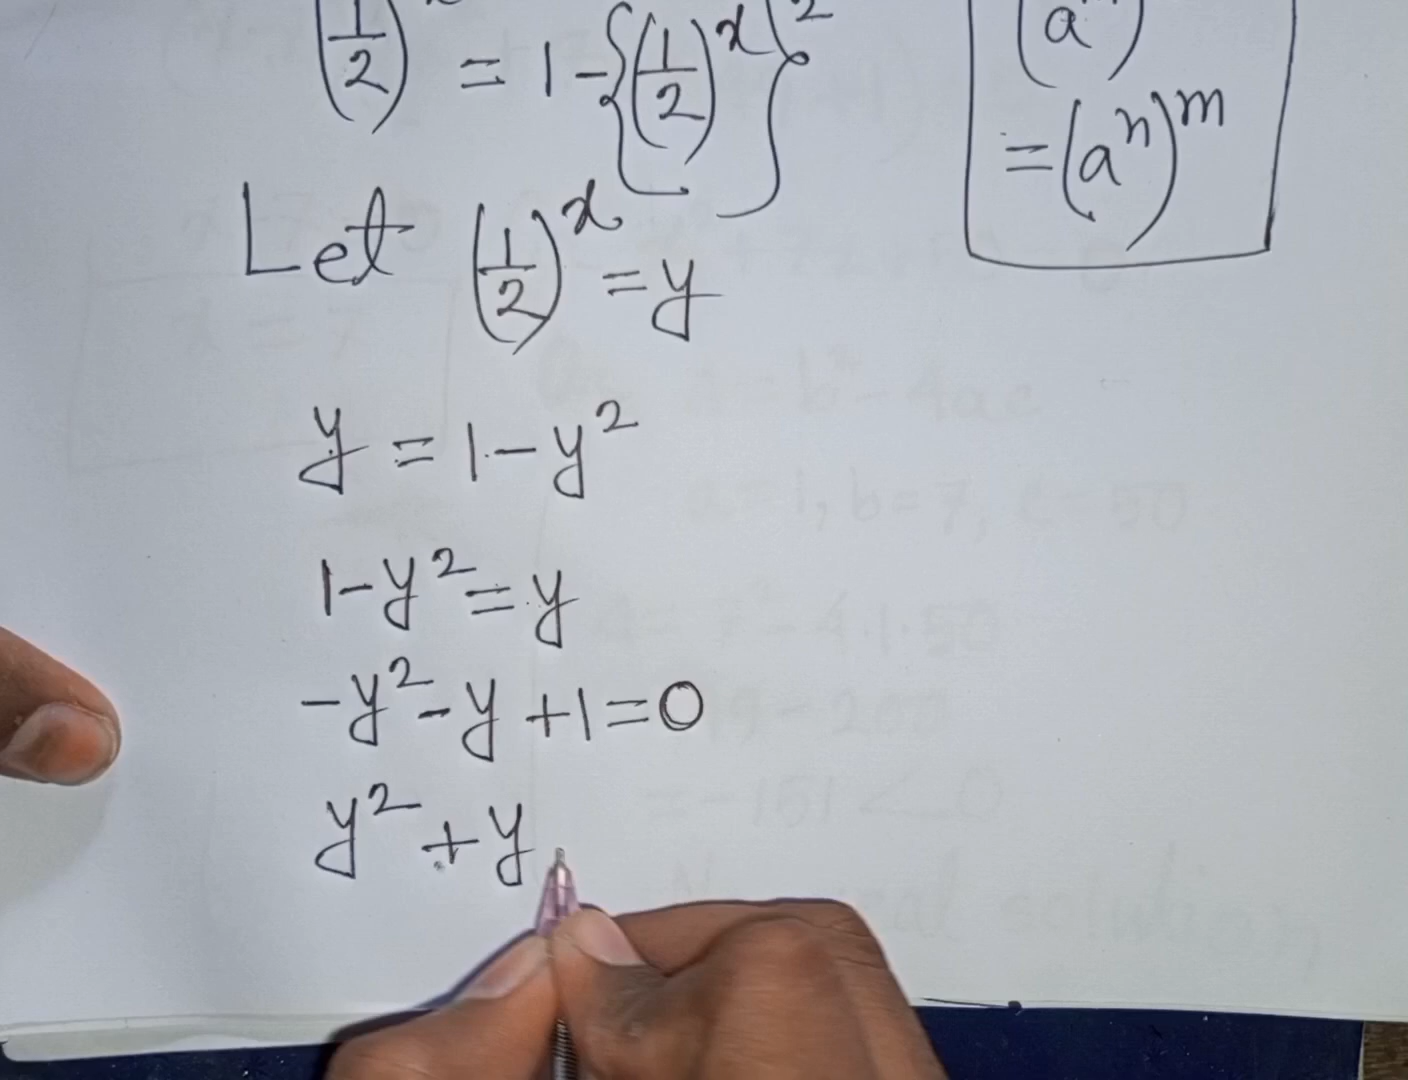 (1/2)^x = 1 - {(1/2)^x}^2
(a^m)
= (a^n)^m
Let (1/2)^x = y
y = 1 - y^2
1 - y^2 = y
-y^2 - y + 1 = 0
y^2 + y